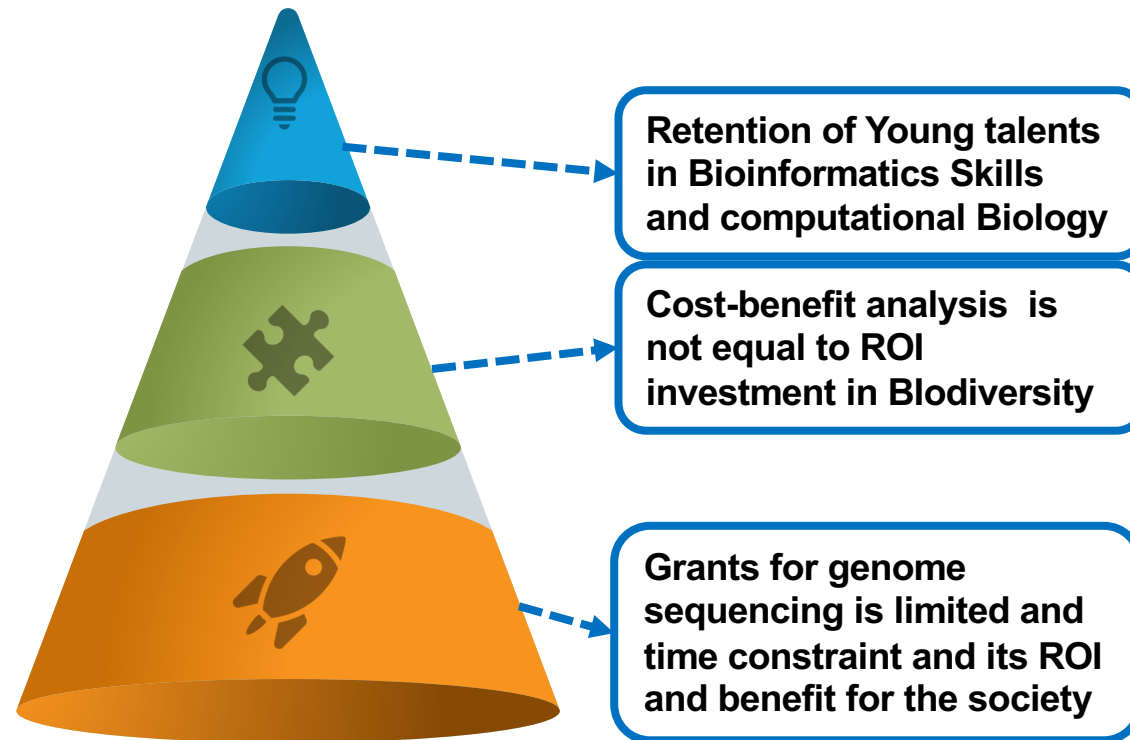 Retention of Young talents
in Bioinformatics Skills
and computational Biology
Cost-benefit analysis  is
not equal to ROI
investment in Blodiversity
Grants for genome
sequencing is limited and
time constraint and its ROI
and benefit for the society